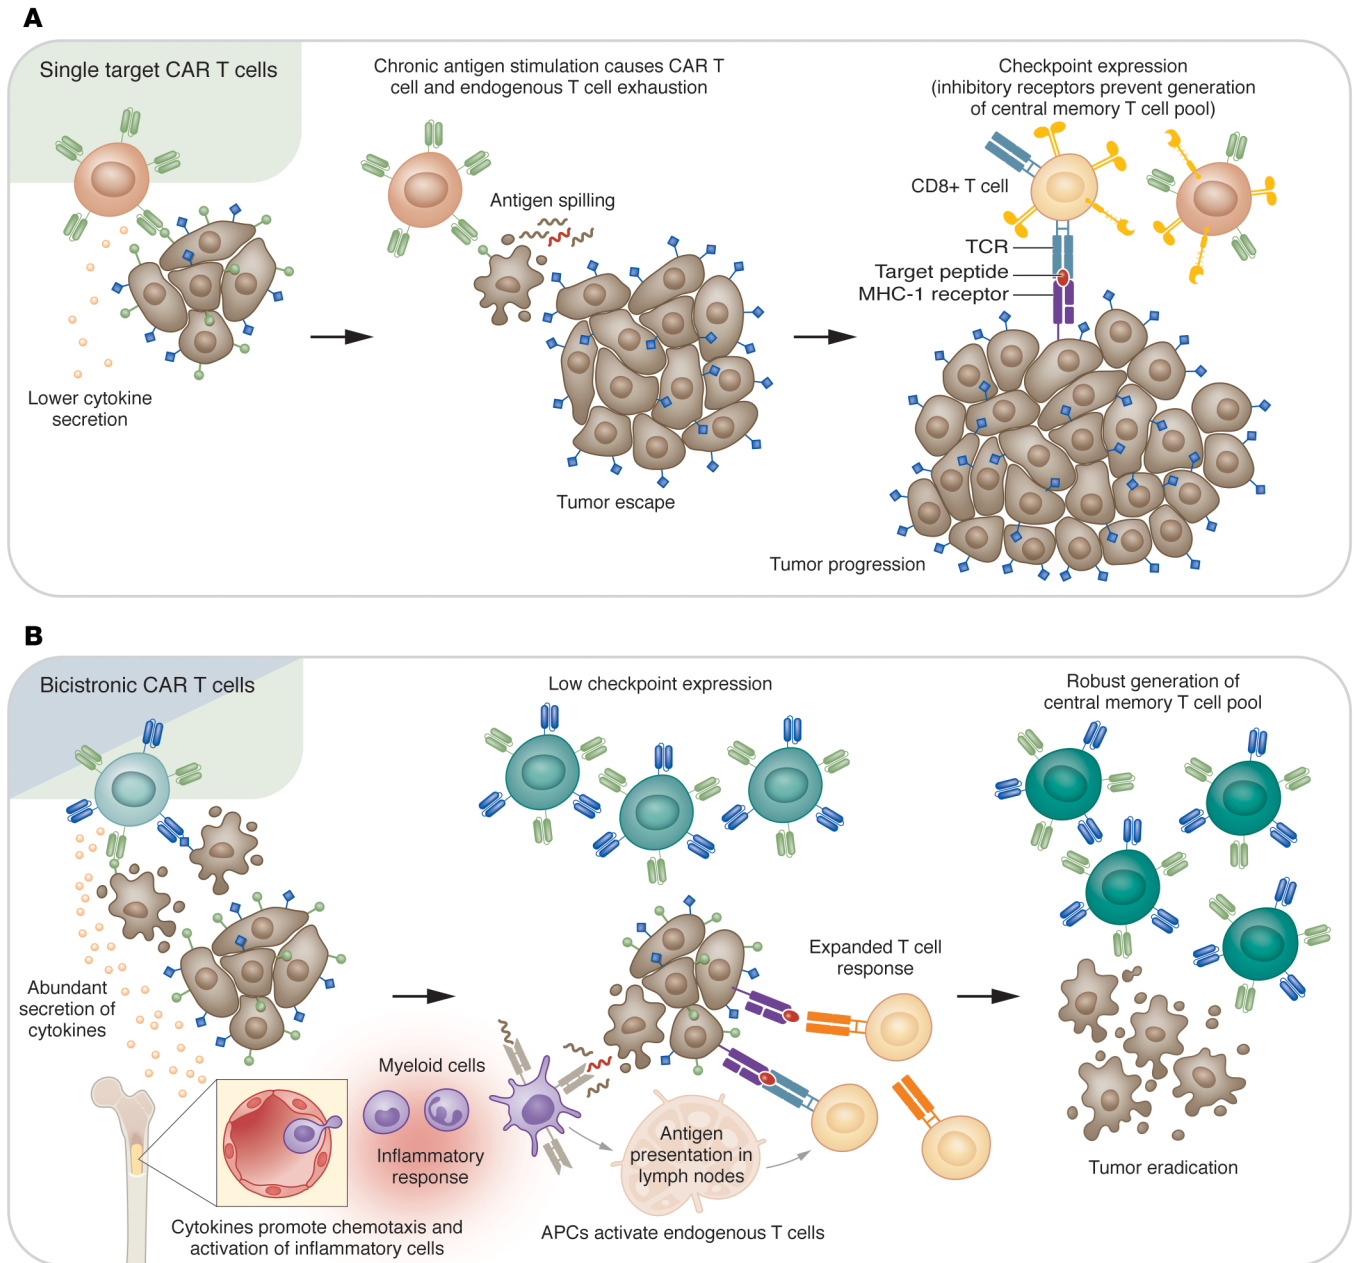 A
Single target CAR T cells
Chronic antigen stimulation causes CAR T
cell and endogenous T cell exhaustion
Checkpoint expression
(inhibitory receptors prevent generation
of central memory T cell pool)
Antigen spilling
CD8+ T cell
TCR
Target peptide
MHC-1 receptor
Lower cytokine
secretion
Tumor escape
Tumor progression
B
Bicistronic CAR T cells
Low checkpoint expression
Robust generation of
central memory T cell pool
Abundant
secretion of
cytokines
Expanded T cell
response
Myeloid cells
Inflammatory
response
Antigen
presentation in
lymph nodes
Tumor eradication
Cytokines promote chemotaxis and
activation of inflammatory cells
APCs activate endogenous T cells